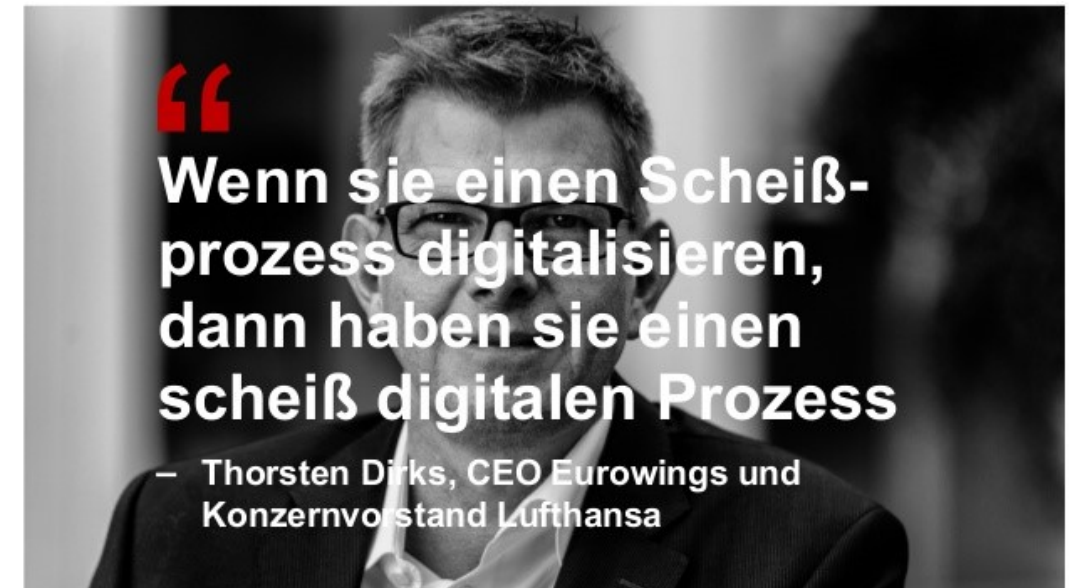 “
Wenn sie einen Scheiß-
prozess digitalisieren,
dann haben sie einen
scheiß digitalen Prozess
– Thorsten Dirks, CEO Eurowings und
Konzernvorstand Lufthansa